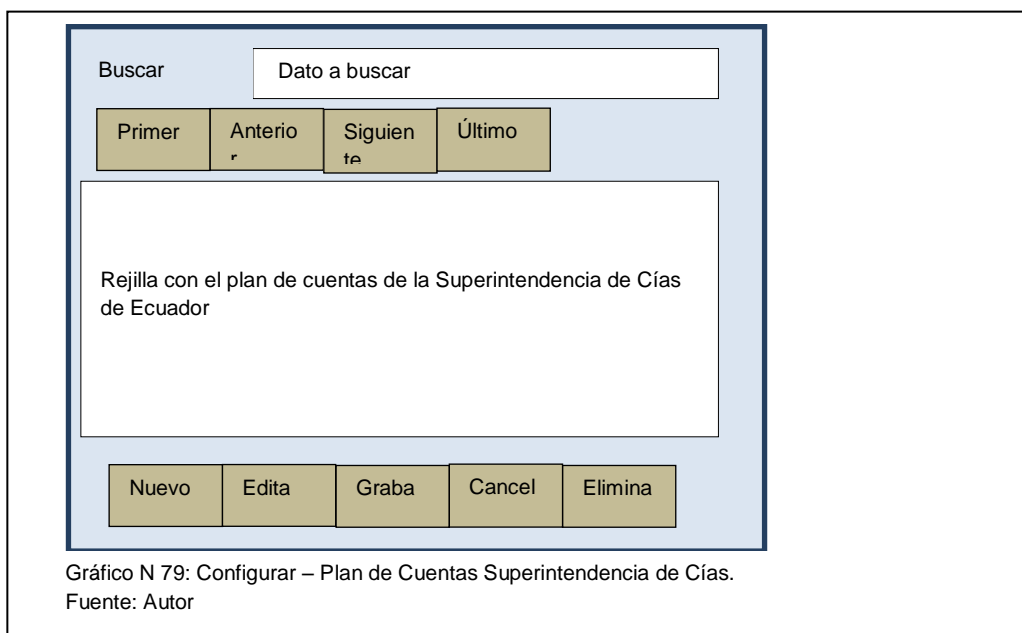 Buscar Dato a buscar
Primer Anterio
r Siguien
te Último
Rejilla con el plan de cuentas de la Superintendencia de Cías
de Ecuador
Nuevo Edita Graba Cancel Elimina
Gráfico N 79: Configurar – Plan de Cuentas Superintendencia de Cías.
Fuente: Autor